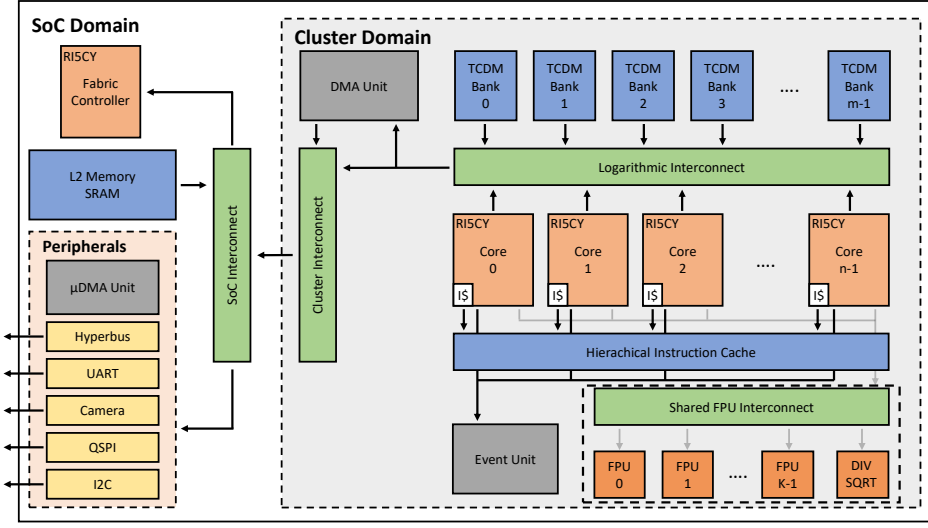 SoC Domain
RI5CY
Fabric
Controller
L2 Memory
SRAM
Peripherals
µDMA Unit
Hyperbus
UART
Camera
QSPI
I2C
SoC Interconnect
Cluster Domain
DMA Unit
Cluster Interconnect
TCDM
Bank
0
TCDM
Bank
1
TCDM
Bank
2
TCDM
Bank
3
....
TCDM
Bank
m-1
Logarithmic Interconnect
RI5CY
Core
0
I$
RI5CY
Core
1
I$
RI5CY
Core
2
I$
....
RI5CY
Core
n-1
I$
Hierachical Instruction Cache
Event Unit
Shared FPU Interconnect
FPU
0
FPU
1
....
FPU
K-1
DIV
SQRT